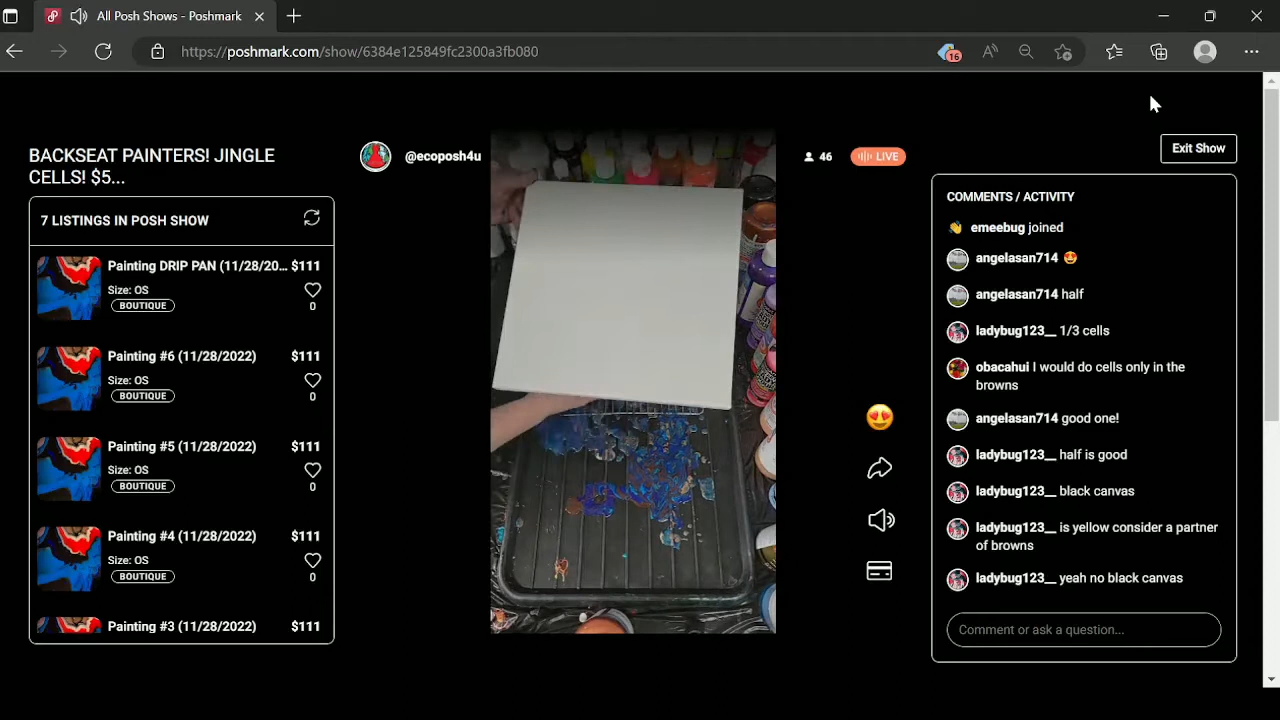 All Posh Shows - Poshmark
https://poshmark.com/show/6384e125849fc2300a3fb080
16
BACKSEAT PAINTERS! JINGLE
CELLS! $5...
@ecoposh4u
46
LIVE
Exit Show
7 LISTINGS IN POSH SHOW
Painting DRIP PAN (11/28/20... $111
Size: OS
BOUTIQUE
0
Painting #6 (11/28/2022) $111
Size: OS
BOUTIQUE
0
Painting #5 (11/28/2022) $111
Size: OS
BOUTIQUE
0
Painting #4 (11/28/2022) $111
Size: OS
BOUTIQUE
0
Painting #3 (11/28/2022) $111
COMMENTS / ACTIVITY
👋 emeebug joined
angelasan714 😍
angelasan714 half
ladybug123__ 1/3 cells
obacahui I would do cells only in the
browns
angelasan714 good one!
ladybug123__ half is good
ladybug123__ black canvas
ladybug123__ is yellow consider a partner
of browns
ladybug123__ yeah no black canvas
Comment or ask a question...